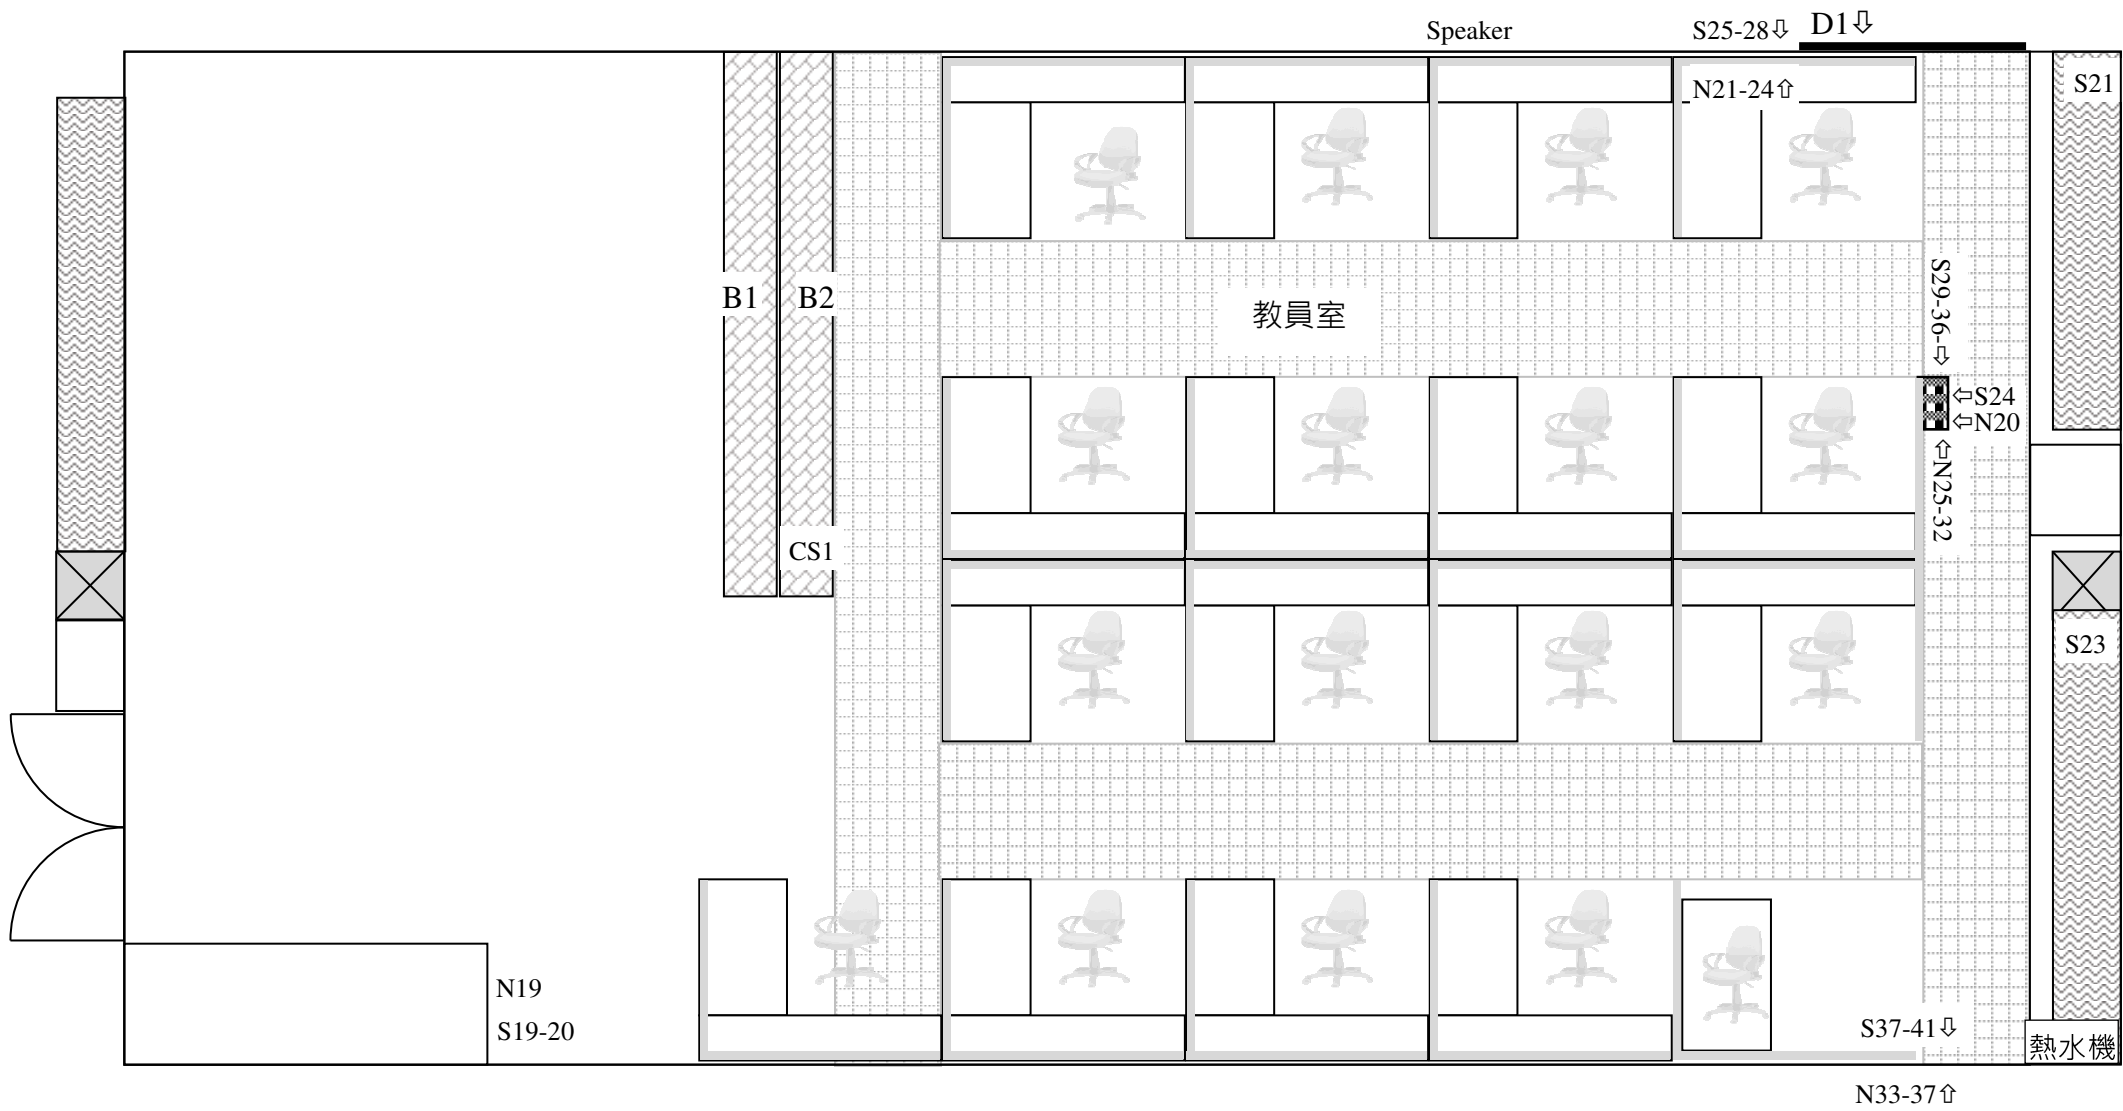 Speaker
S25-28⇩
D1⇩
N21-24⇧
S21
B1
B2
教員室
S29-36-⇨
⇦S24
⇦N20
⇦N25-32
CS1
S23
N19
S19-20
S37-41⇩
熱水機
N33-37⇧